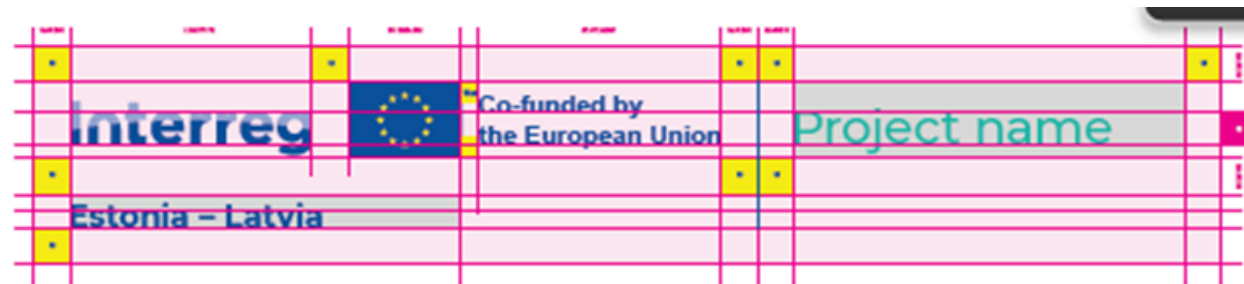 Interreg
Co-funded by
the European Union
Project name
Estonia – Latvia